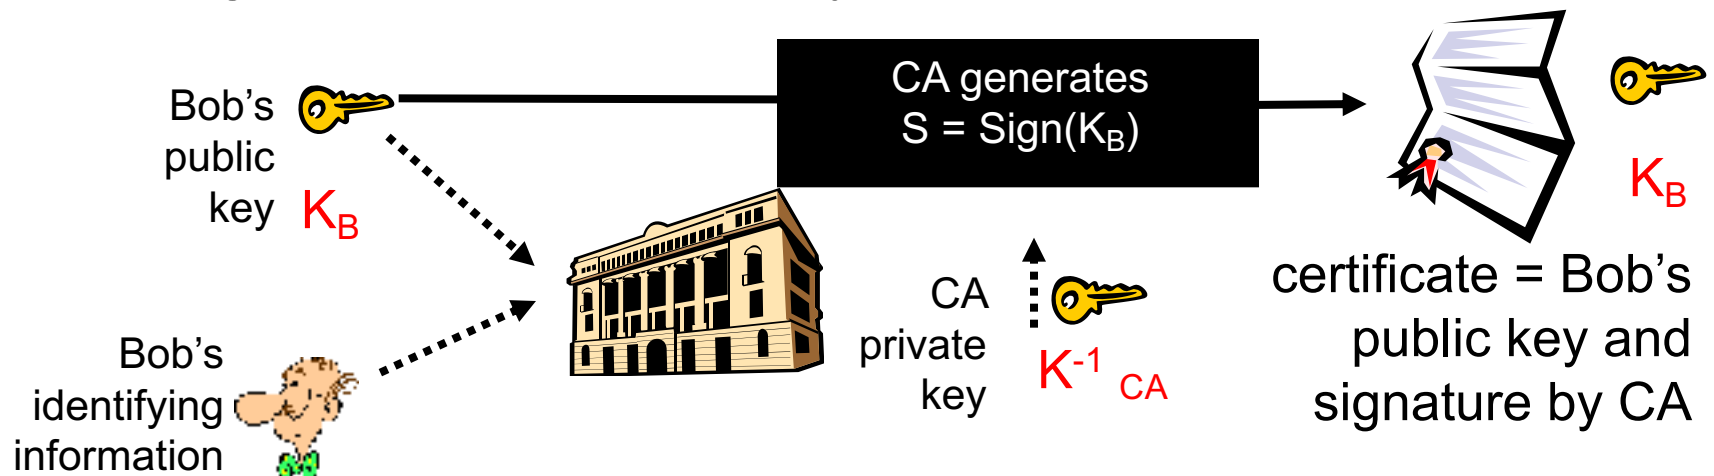 CA generates
S = Sign(K_B)
Bob's
public
key
K_B
K_B
CA
private
key
K^-1 _CA
certificate = Bob's
public key and
signature by CA
Bob's
identifying
information